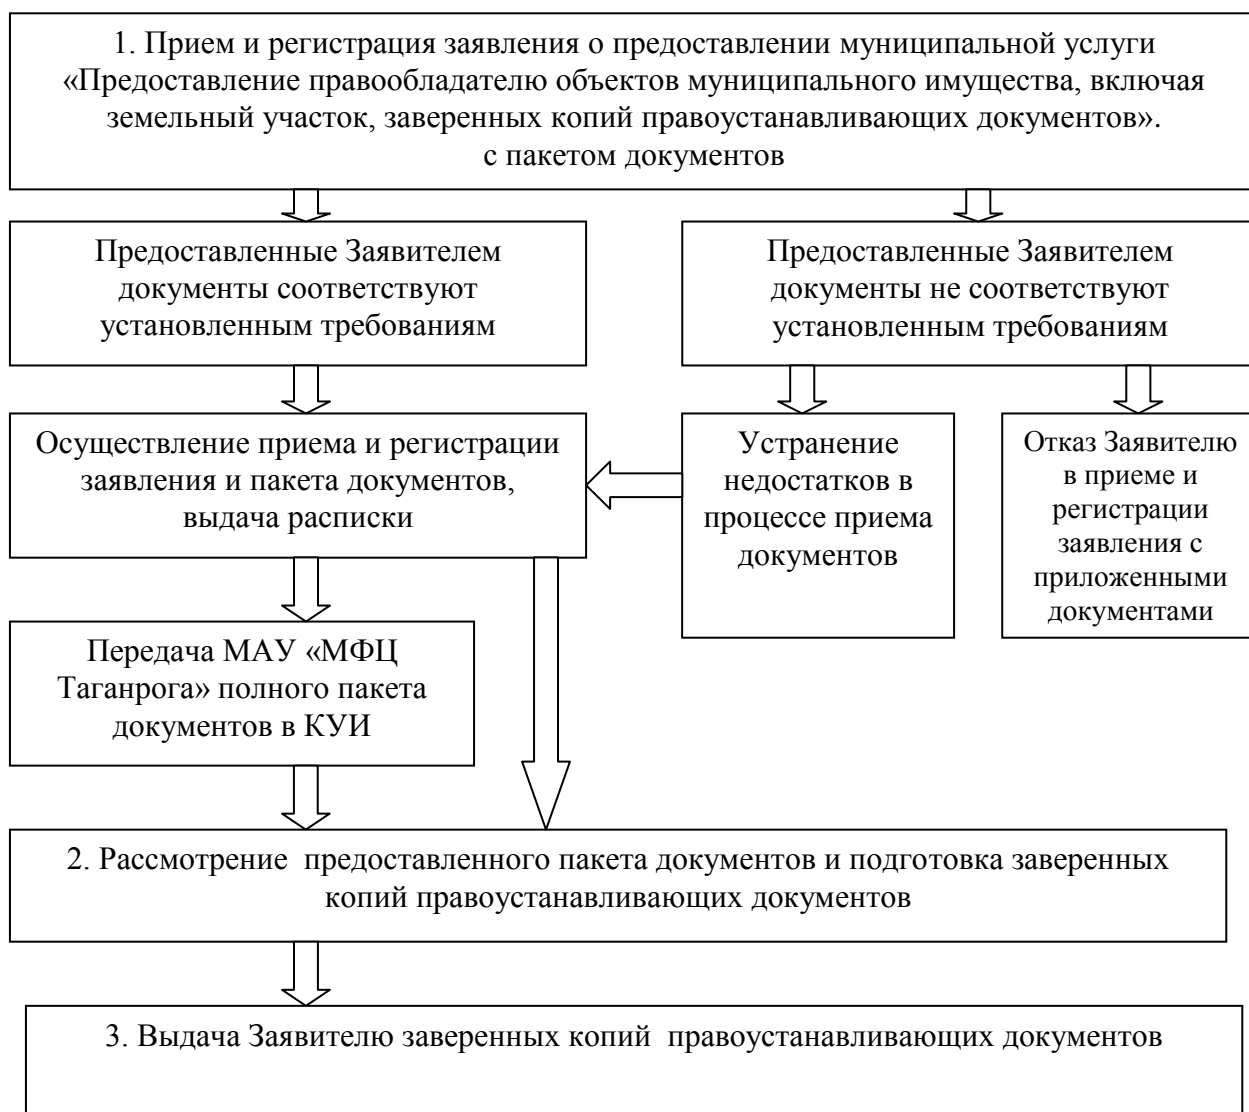 1. Прием и регистрация заявления о предоставлении муниципальной услуги
«Предоставление правообладателю объектов муниципального имущества, включая
земельный участок, заверенных копий правоустанавливающих документов».
с пакетом документов
Предоставленные Заявителем
документы соответствуют
установленным требованиям
Предоставленные Заявителем
документы не соответствуют
установленным требованиям
Осуществление приема и регистрации
заявления и пакета документов,
выдача расписки
Устранение
недостатков в
процессе приема
документов
Отказ Заявителю
в приеме и
регистрации
заявления с
приложенными
документами
Передача МАУ «МФЦ
Таганрога» полного пакета
документов в КУИ
2. Рассмотрение предоставленного пакета документов и подготовка заверенных
копий правоустанавливающих документов
3. Выдача Заявителю заверенных копий правоустанавливающих документов